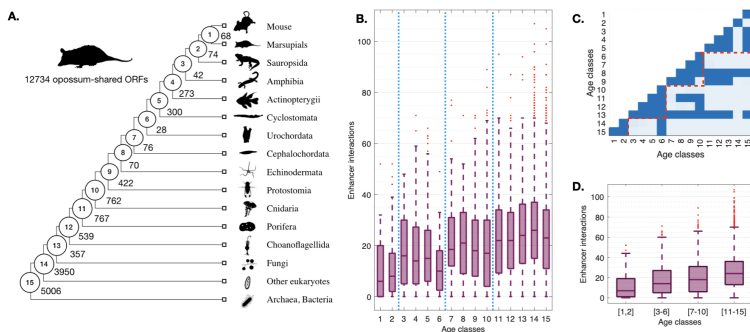 A.
12734 opossum-shared ORFs
1
68
Mouse
2
74
Marsupials
3
42
Sauropsida
4
273
Amphibia
5
300
Actinopterygii
6
28
Cyclostomata
7
76
Urochordata
8
70
Cephalochordata
9
422
Echinodermata
10
762
Protostomia
11
767
Cnidaria
12
539
Porifera
13
357
Choanoflagellida
14
3950
Fungi
15
5006
Other eukaryotes
Archaea, Bacteria
B.
Enhancer interactions
100
80
60
40
20
0
1 2 3 4 5 6 7 8 9 10 11 12 13 14 15
Age classes
C.
Age classes
1
2
6
5
3
4
7
8
9
10
11
12
13
14
15
1 2 6 5 3 4 7 8 9 10 11 12 13 14 15
Age classes
D.
Enhancer interactions
100
80
60
40
20
0
[1,2] [3-6] [7-10] [11-15]
Age classes